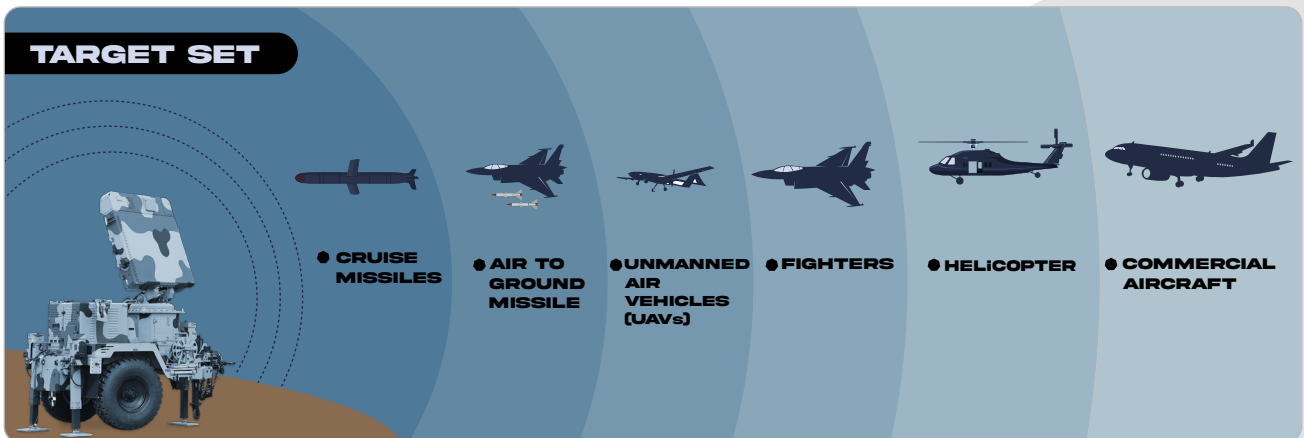 TARGET SET
● CRUISE
MISSILES
● AIR TO
GROUND
MISSILE
● UNMANNED
AIR
VEHICLES
(UAVs)
● FIGHTERS
● HELiCOPTER
● COMMERCIAL
AIRCRAFT